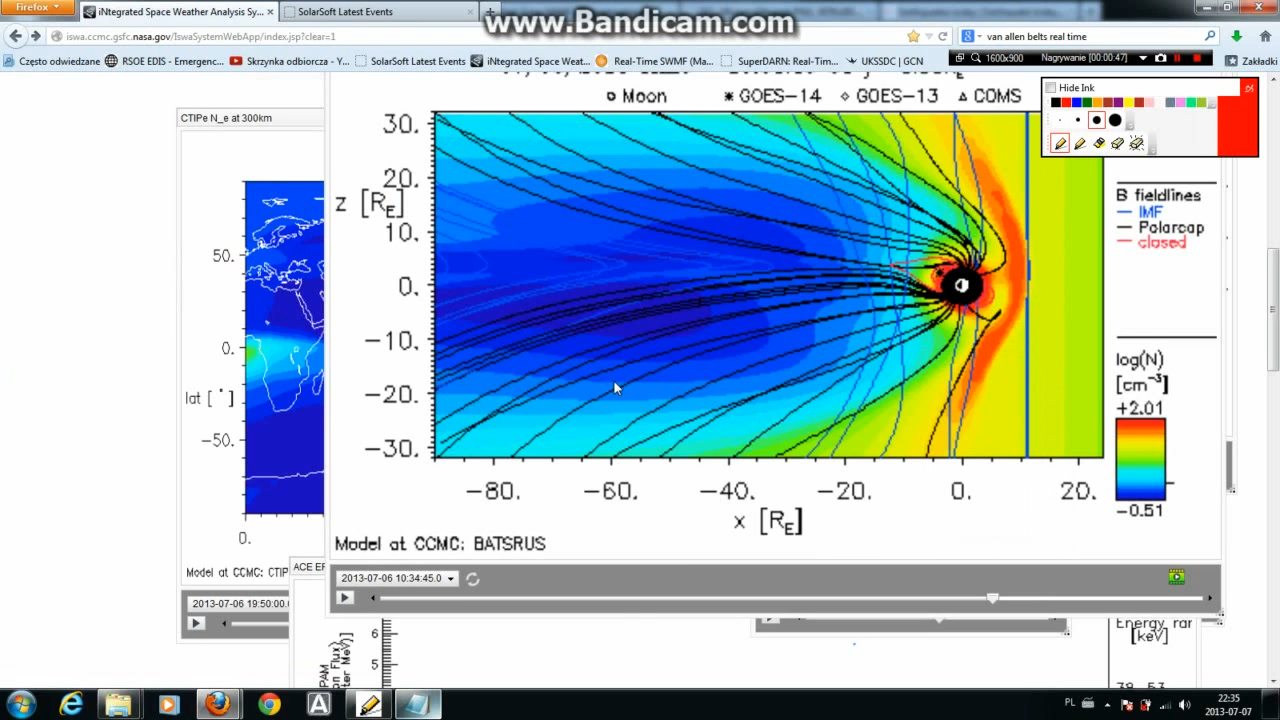 Firefox
iNtegrated Space Weather Analysis Sy...
SolarSoft Latest Events
www.Bandicam.com
iswa.ccmc.gsfc.nasa.gov/IswaSystemWebApp/index.jsp?clear=1
van allen belts real time
Często odwiedzane
RSOE EDIS - Emergenc...
Skrzynka odbiorcza - Y...
SolarSoft Latest Events
iNtegrated Space Weat...
Real-Time SWMF (Ma...
SuperDARN: Real-Tim...
UKSSDC | GCN
Zakładki
1600x900
Nagrywanie [00:00:47]
Hide Ink
Moon
GOES-14
GOES-13
COMS
CTIPe N_e at 300km
50.
0.
lat [ ° ]
-50.
0.
Model at CCMC: CTIP
2013-07-06 19:50:00.
30.
20.
z [RE]
10.
0.
-10.
-20.
-30.
-80.
-60.
-40.
-20.
0.
20.
x [RE]
B fieldlines
IMF
Polarcap
closed
log(N)
[cm-3]
+2.01
-0.51
Model at CCMC: BATSRUS
2013-07-06 10:34:45.0
ACE EP
6
5
Energy ran
[keV]
PL
22:35
2013-07-07